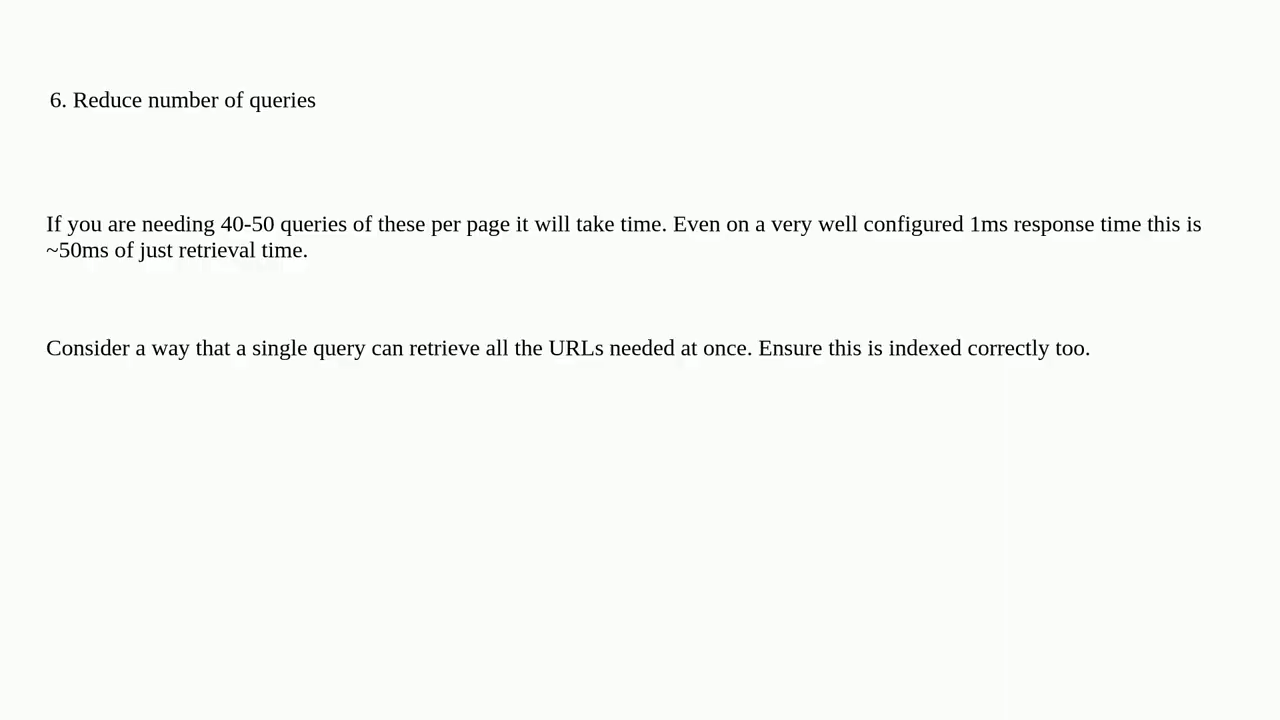 6. Reduce number of queries
If you are needing 40-50 queries of these per page it will take time. Even on a very well configured 1ms response time this is
~50ms of just retrieval time.
Consider a way that a single query can retrieve all the URLs needed at once. Ensure this is indexed correctly too.